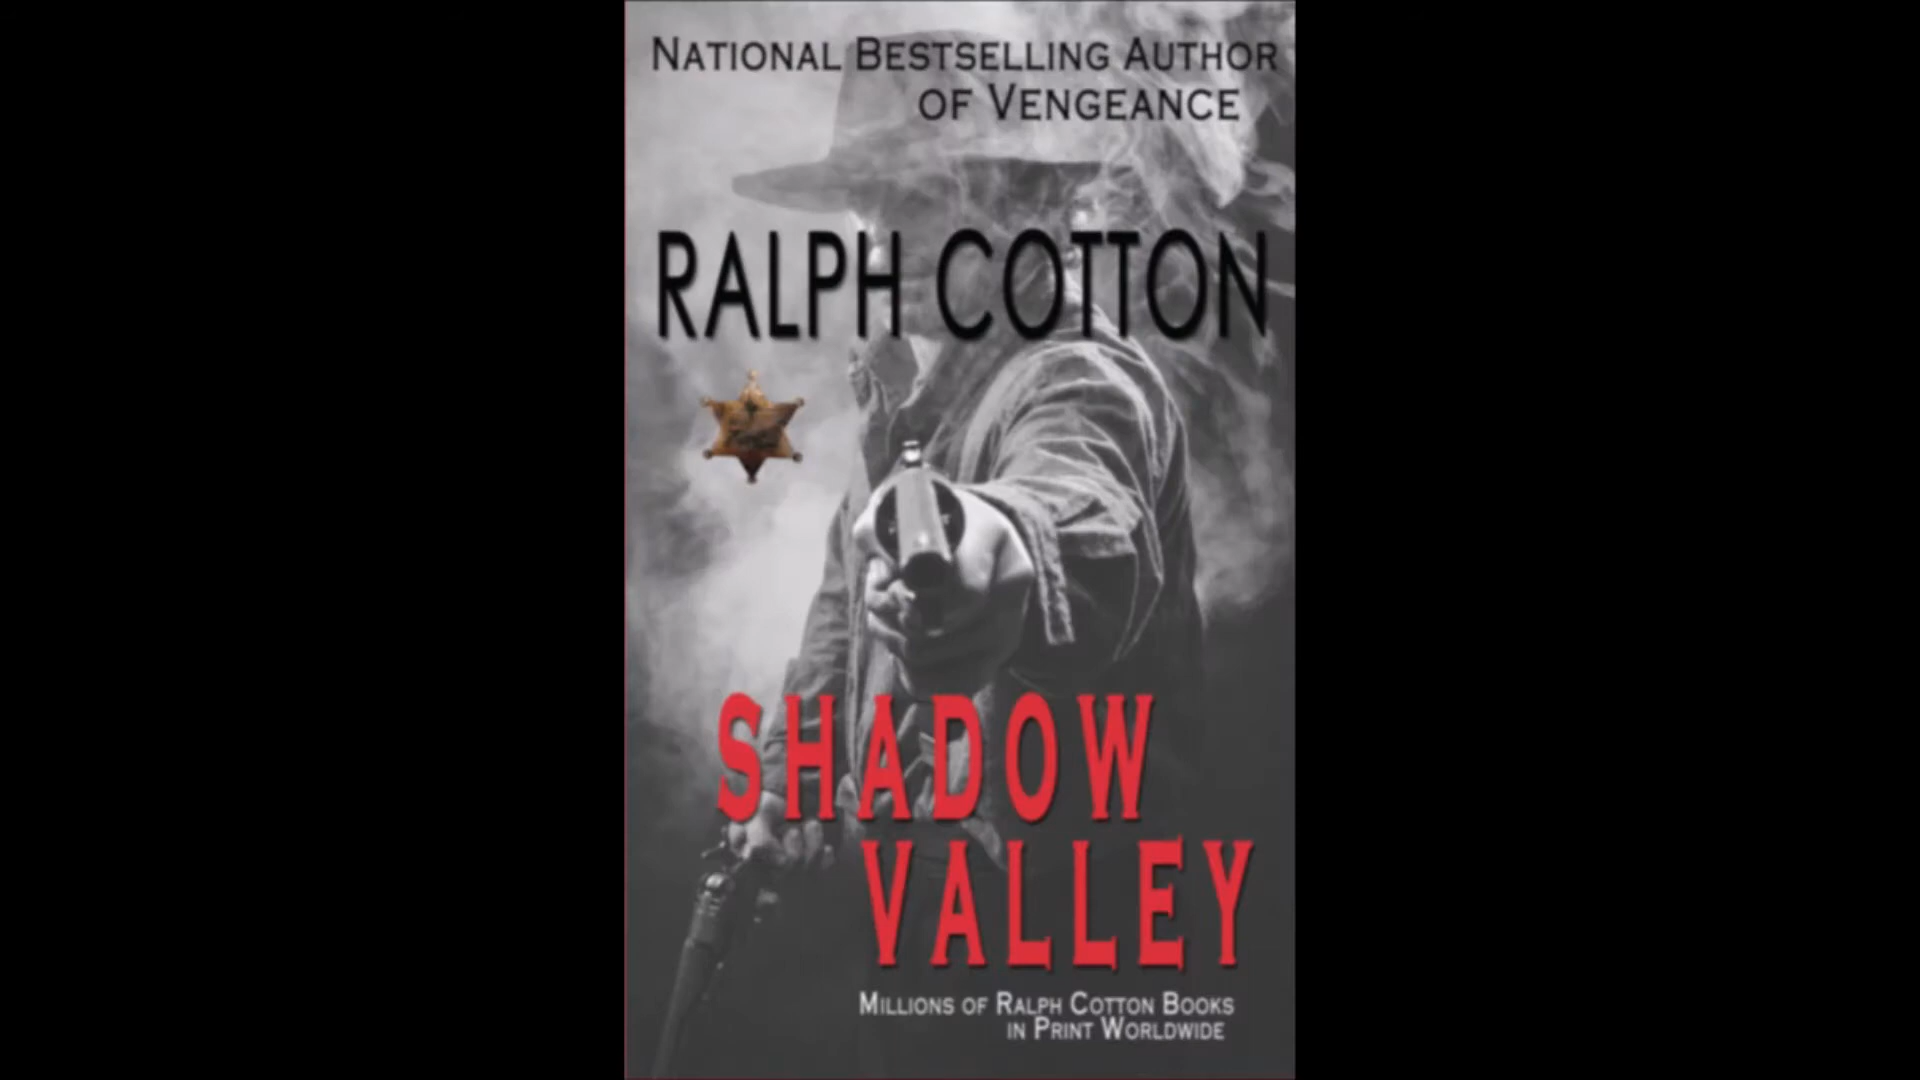 NATIONAL BESTSELLING AUTHOR
OF VENGEANCE
RALPH COTTON
SHADOW
VALLEY
MILLIONS OF RALPH COTTON BOOKS
IN PRINT WORLDWIDE